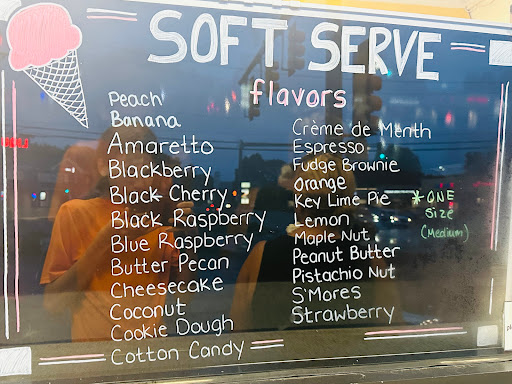 SOFT SERVE
flavors
Peach
Banana
Amaretto
Blackberry
Black Cherry
Black Raspberry
Blue Raspberry
Butter Pecan
Cheesecake
Coconut
Cookie Dough
Cotton Candy
Crème de Menth
Espresso
Fudge Brownie
Orange
Key Lime Pie
Lemon
Maple Nut
Peanut Butter
Pistachio Nut
S'Mores
Strawberry
* ONE
Size
(Medium)